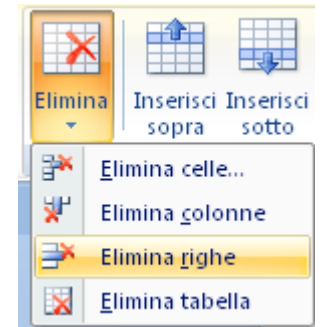 Elimina
Inserisci Inserisci
sopra sotto
Elimina celle...
Elimina colonne
Elimina righe
Elimina tabella